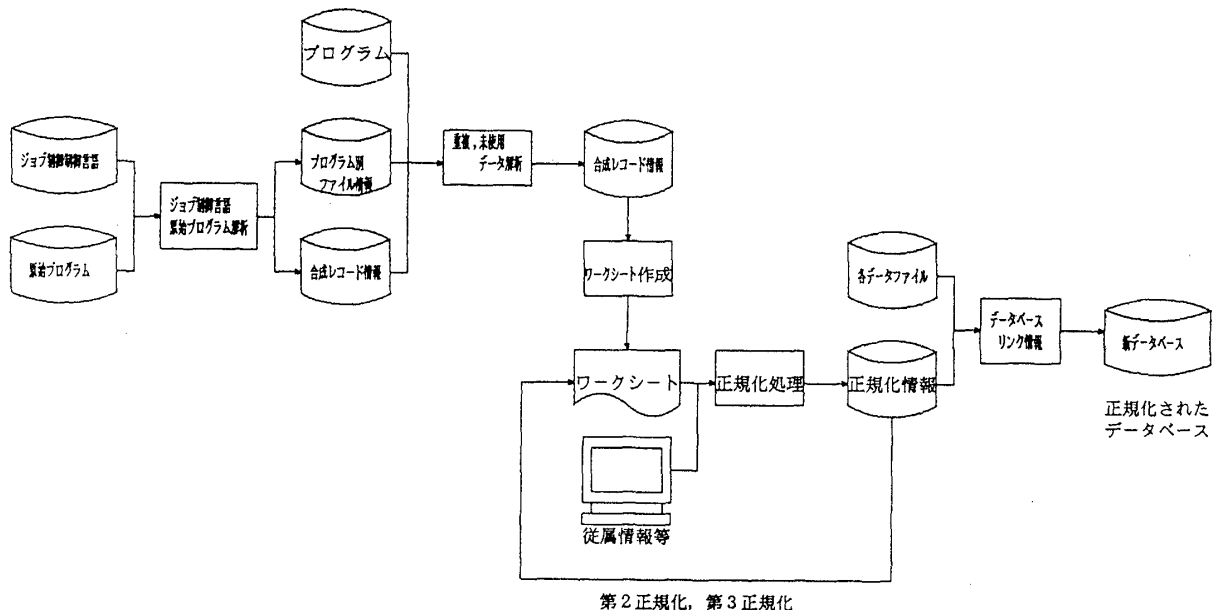 プログラム
ジョブ制御制御言語
原始プログラム
ジョブ制御言語
原始プログラム解析
プログラム別
ファイル情報
合成レコード情報
重複,未使用
データ解析
合成レコード情報
ワークシート作成
ワークシート
従属情報等
正規化処理
各データファイル
正規化情報
データベース
リンク情報
新データベース
正規化された
データベース
第2正規化, 第3正規化